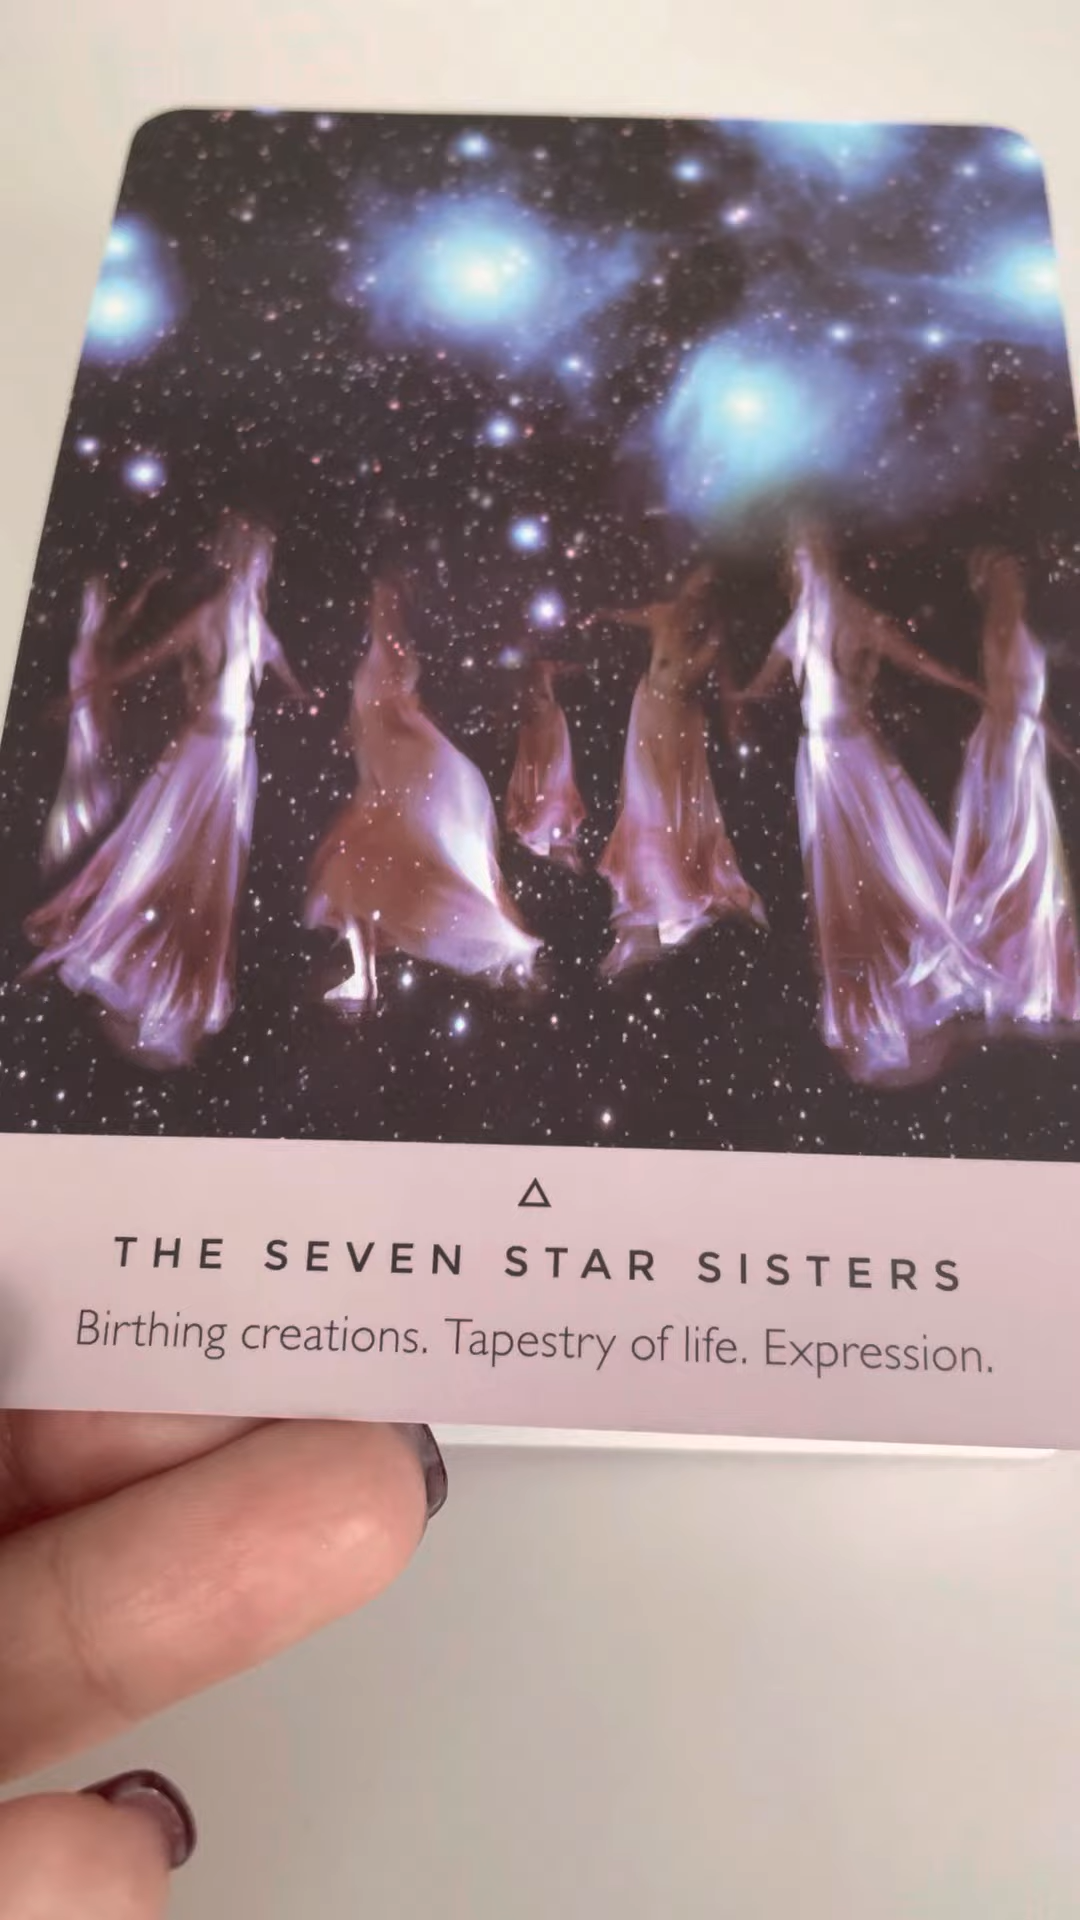 THE SEVEN STAR SISTERS
Birthing creations. Tapestry of life. Expression.